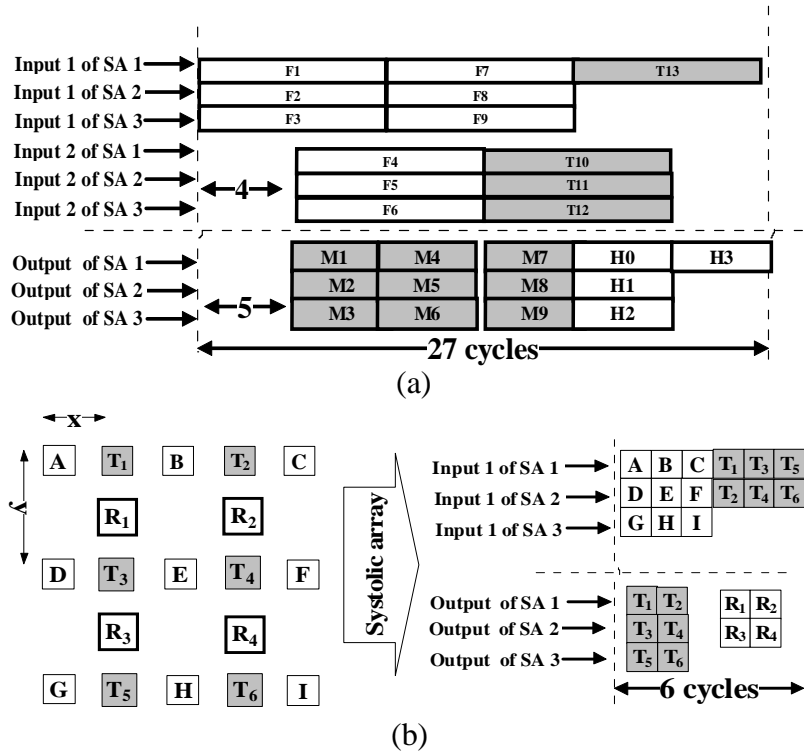 Input 1 of SA 1 F1 F7 T13
Input 1 of SA 2 F2 F8
Input 1 of SA 3 F3 F9
Input 2 of SA 1 F4 T10
Input 2 of SA 2 4 F5 T11
Input 2 of SA 3 F6 T12
Output of SA 1 M1 M4 M7 H0 H3
Output of SA 2 5 M2 M5 M8 H1
Output of SA 3 M3 M6 M9 H2
27 cycles
(a)
x
y
A T1 B T2 C
R1 R2
D T3 E T4 F
R3 R4
G T5 H T6 I
Systolic array
Input 1 of SA 1 A B C T1 T3 T5
Input 1 of SA 2 D E F T2 T4 T6
Input 1 of SA 3 G H I
Output of SA 1 T1 T2 R1 R2
Output of SA 2 T3 T4 R3 R4
Output of SA 3 T5 T6
6 cycles
(b)